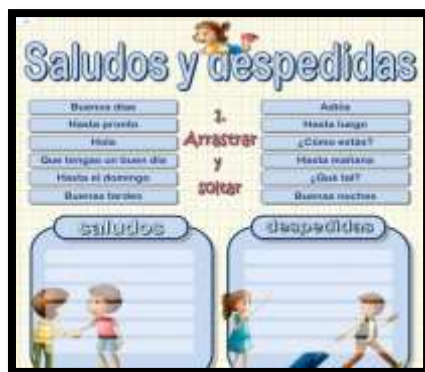 Saludos y despedidas
Buenos días
Hasta pronto
Hola
Que tengas un buen día
Hasta el domingo
Buenas tardes
1.
Arrastrar
y
soltar
Adiós
Hasta luego
¿Cómo estás?
Hasta mañana
¿Qué tal?
Buenas noches
saludos
despedidas